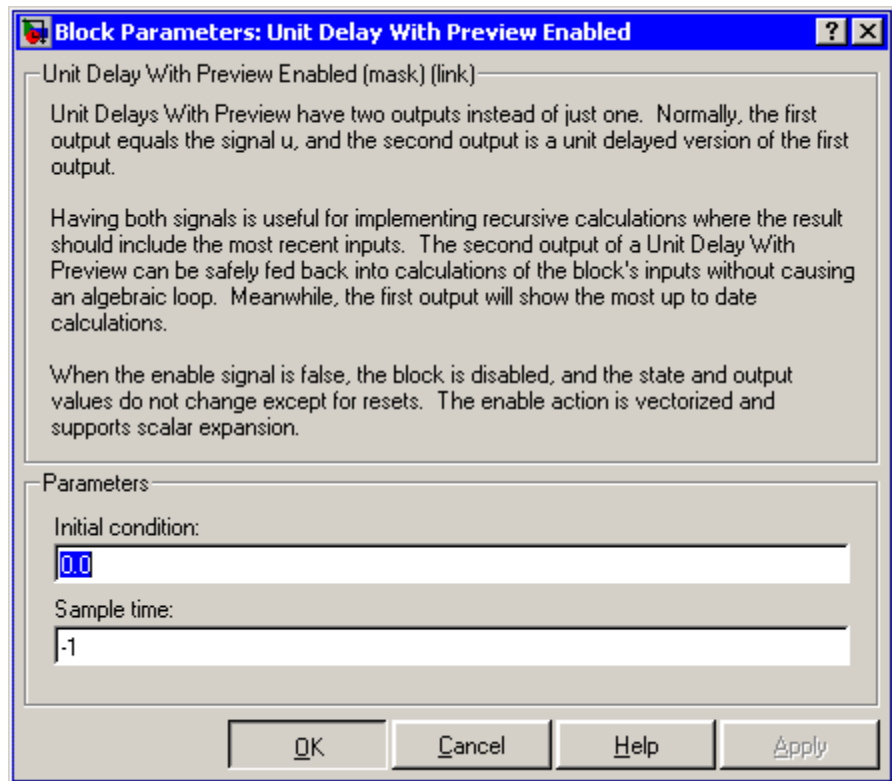 Block Parameters: Unit Delay With Preview Enabled
Unit Delay With Preview Enabled (mask) (link)
Unit Delays With Preview have two outputs instead of just one.  Normally, the first
output equals the signal u, and the second output is a unit delayed version of the first
output.
Having both signals is useful for implementing recursive calculations where the result
should include the most recent inputs.  The second output of a Unit Delay With
Preview can be safely fed back into calculations of the block's inputs without causing
an algebraic loop.  Meanwhile, the first output will show the most up to date
calculations.
When the enable signal is false, the block is disabled, and the state and output
values do not change except for resets.  The enable action is vectorized and
supports scalar expansion.
Parameters
Initial condition:
0.0
Sample time:
-1
OK Cancel Help Apply